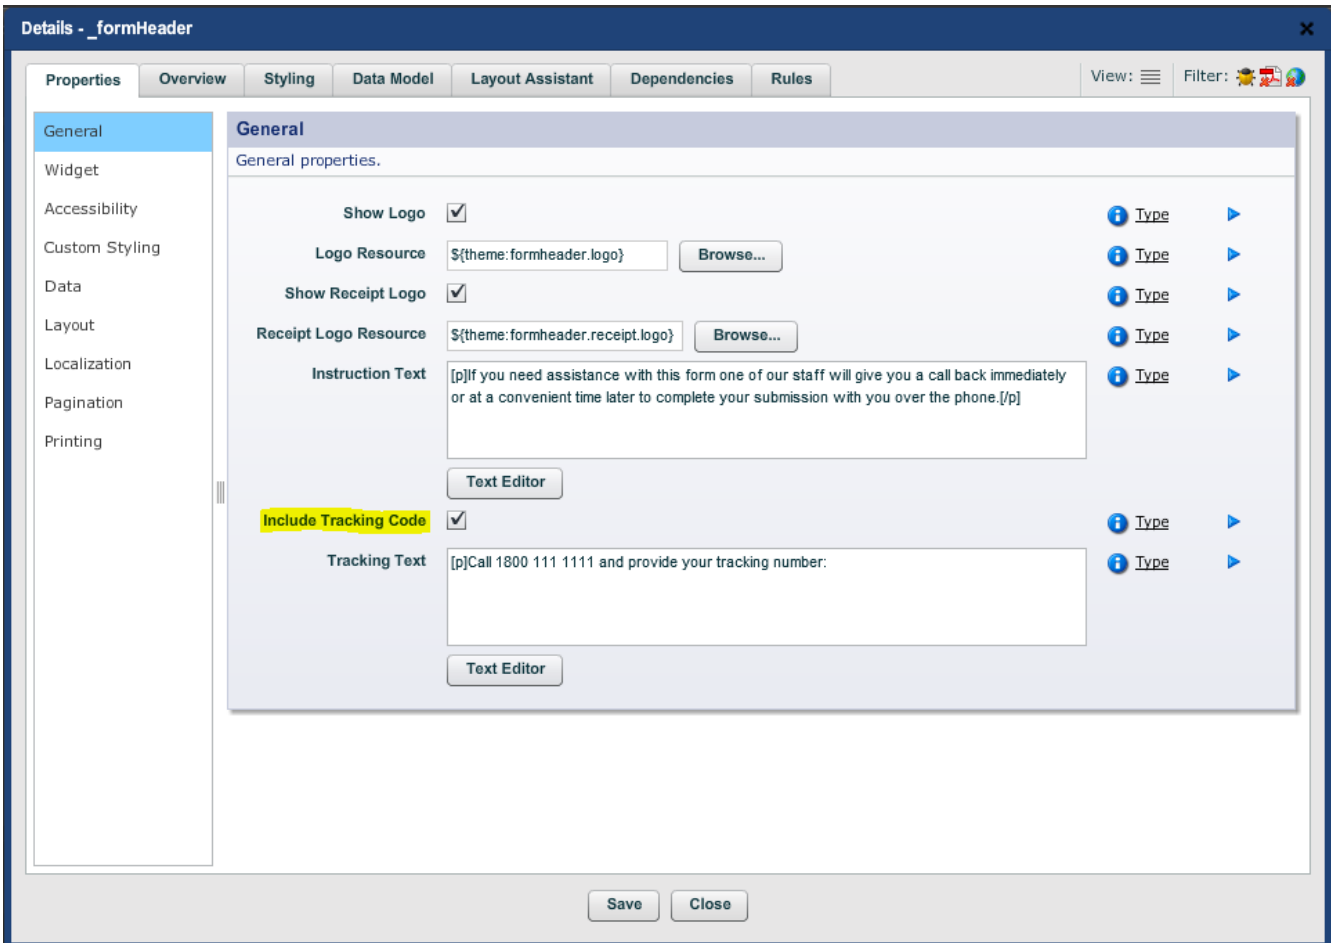 Details - _formHeader
Properties Overview Styling Data Model Layout Assistant Dependencies Rules View: Filter:
General
Widget
Accessibility
Custom Styling
Data
Layout
Localization
Pagination
Printing
General
General properties.
Show Logo Type
Logo Resource ${theme:formheader.logo} Browse... Type
Show Receipt Logo Type
Receipt Logo Resource ${theme:formheader.receipt.logo} Browse... Type
Instruction Text [p]If you need assistance with this form one of our staff will give you a call back immediately Type
or at a convenient time later to complete your submission with you over the phone.[/p]
Text Editor
Include Tracking Code Type
Tracking Text [p]Call 1800 111 1111 and provide your tracking number: Type
Text Editor
Save Close